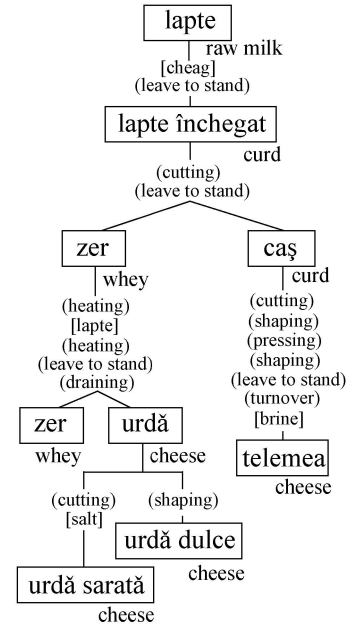 lapte
raw milk
[cheag]
(leave to stand)
lapte închegat
curd
(cutting)
(leave to stand)
zer
whey
(heating)
[lapte]
(heating)
(leave to stand)
(draining)
zer
whey
urdă
cheese
(cutting)
[salt]
urdă sarată
cheese
(shaping)
urdă dulce
cheese
caş
curd
(cutting)
(shaping)
(pressing)
(shaping)
(leave to stand)
(turnover)
[brine]
telemea
cheese